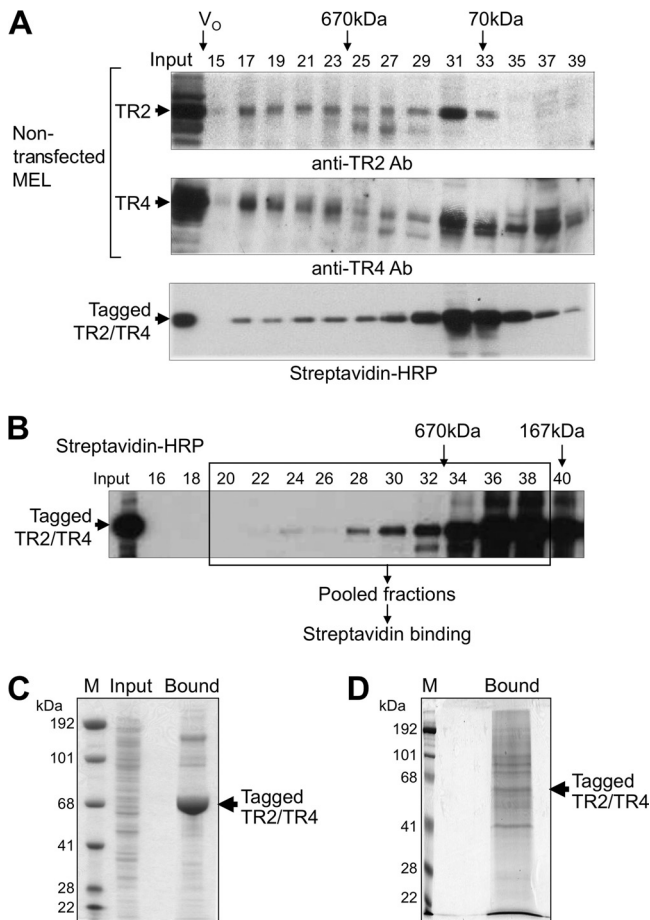 A
V_O
670kDa
70kDa
Input 15 17 19 21 23 25 27 29 31 33 35 37 39
Non-
transfected
MEL
TR2
anti-TR2 Ab
TR4
anti-TR4 Ab
Tagged
TR2/TR4
Streptavidin-HRP
B
Streptavidin-HRP
670kDa
167kDa
Input 16 18 20 22 24 26 28 30 32 34 36 38 40
Tagged
TR2/TR4
Pooled fractions
Streptavidin binding
C
M Input Bound
kDa
192
101
68
41
28
22
Tagged
TR2/TR4
D
M Bound
kDa
192
101
68
41
28
22
Tagged
TR2/TR4